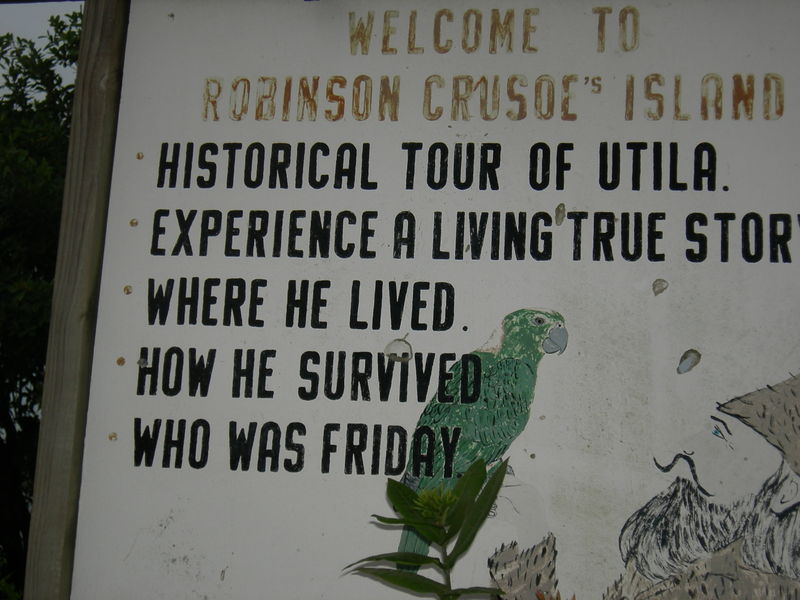 WELCOME TO
ROBINSON CRUSOE's ISLAND
HISTORICAL TOUR OF UTILA.
EXPERIENCE A LIVING TRUE STORY
WHERE HE LIVED.
HOW HE SURVIVED
WHO WAS FRIDAY.